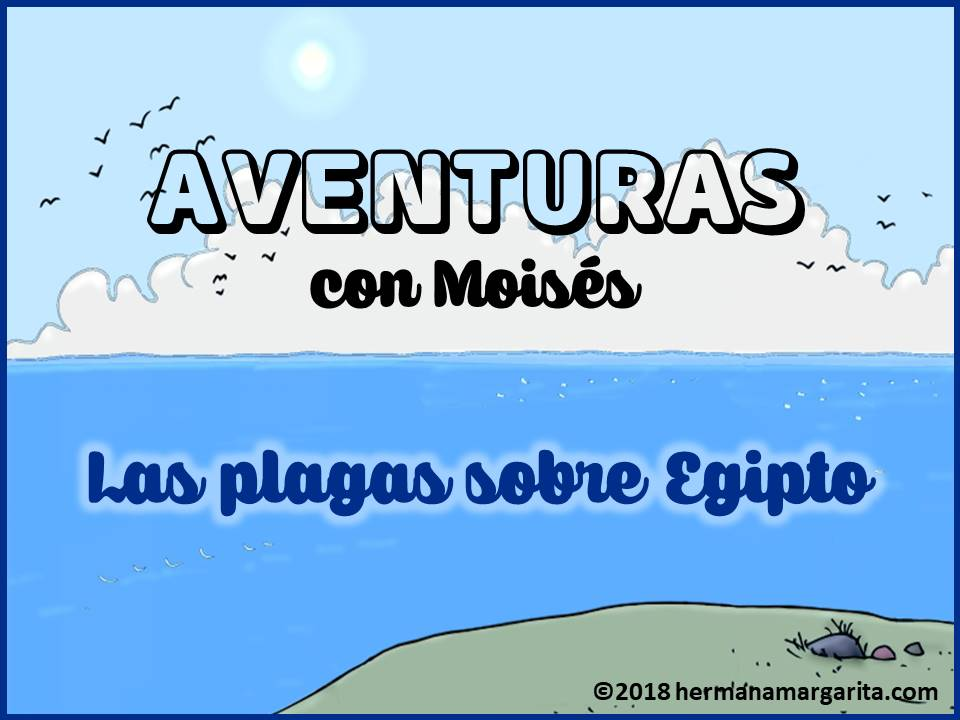 AVENTURAS
con Moisés
Las plagas sobre Egipto
©2018 hermanamargarita.com